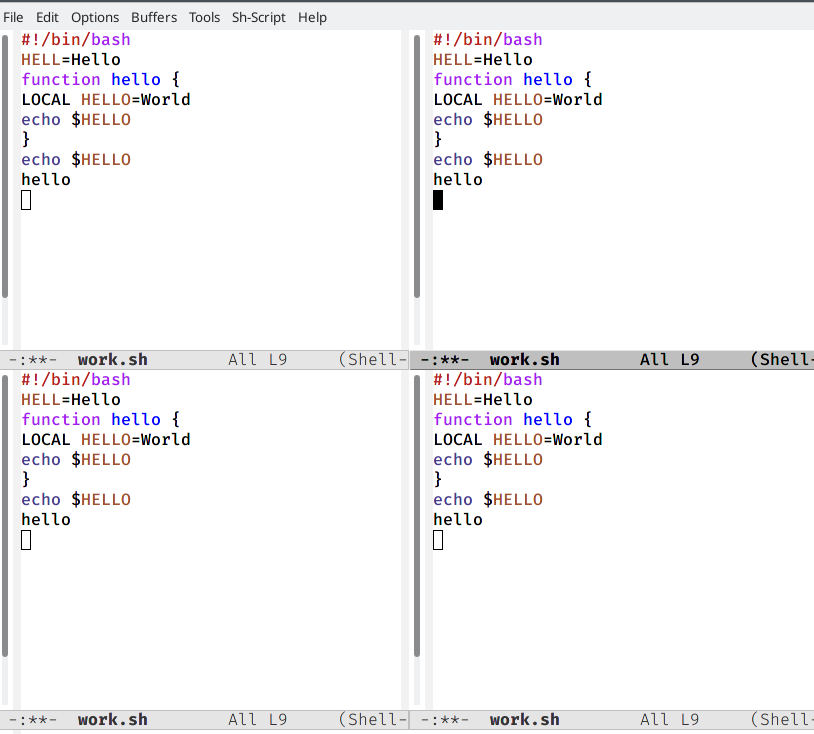 File Edit Options Buffers Tools Sh-Script Help
#!/bin/bash
HELL=Hello
function hello {
LOCAL HELLO=World
echo $HELLO
}
echo $HELLO
hello
-:**- work.sh All L9 (Shell-
#!/bin/bash
HELL=Hello
function hello {
LOCAL HELLO=World
echo $HELLO
}
echo $HELLO
hello
-:**- work.sh All L9 (Shell-
#!/bin/bash
HELL=Hello
function hello {
LOCAL HELLO=World
echo $HELLO
}
echo $HELLO
hello
-:**- work.sh All L9 (Shell-
#!/bin/bash
HELL=Hello
function hello {
LOCAL HELLO=World
echo $HELLO
}
echo $HELLO
hello
-:**- work.sh All L9 (Shell-